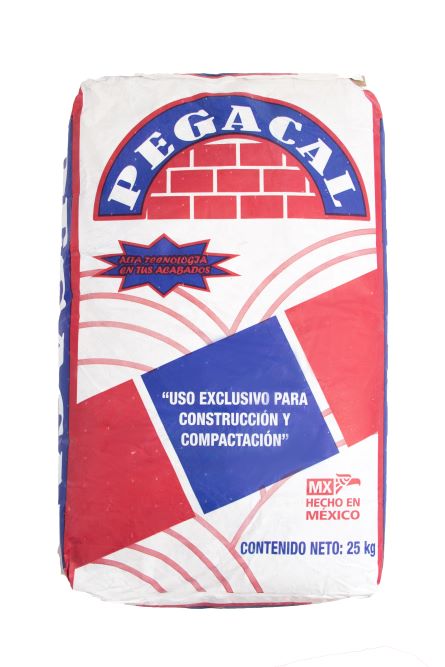 PEGACAL
ALTA TECNOLOGÍA
EN TUS ACABADOS
"USO EXCLUSIVO PARA
CONSTRUCCIÓN Y
COMPACTACIÓN"
MX
HECHO EN
MÉXICO
CONTENIDO NETO: 25 kg